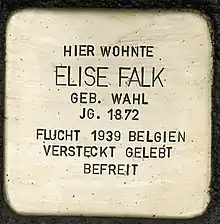 HIER WOHNTE
ELISE FALK
GEB. WAHL
JG. 1872
FLUCHT 1939 BELGIEN
VERSTECKT GELEBT
BEFREIT